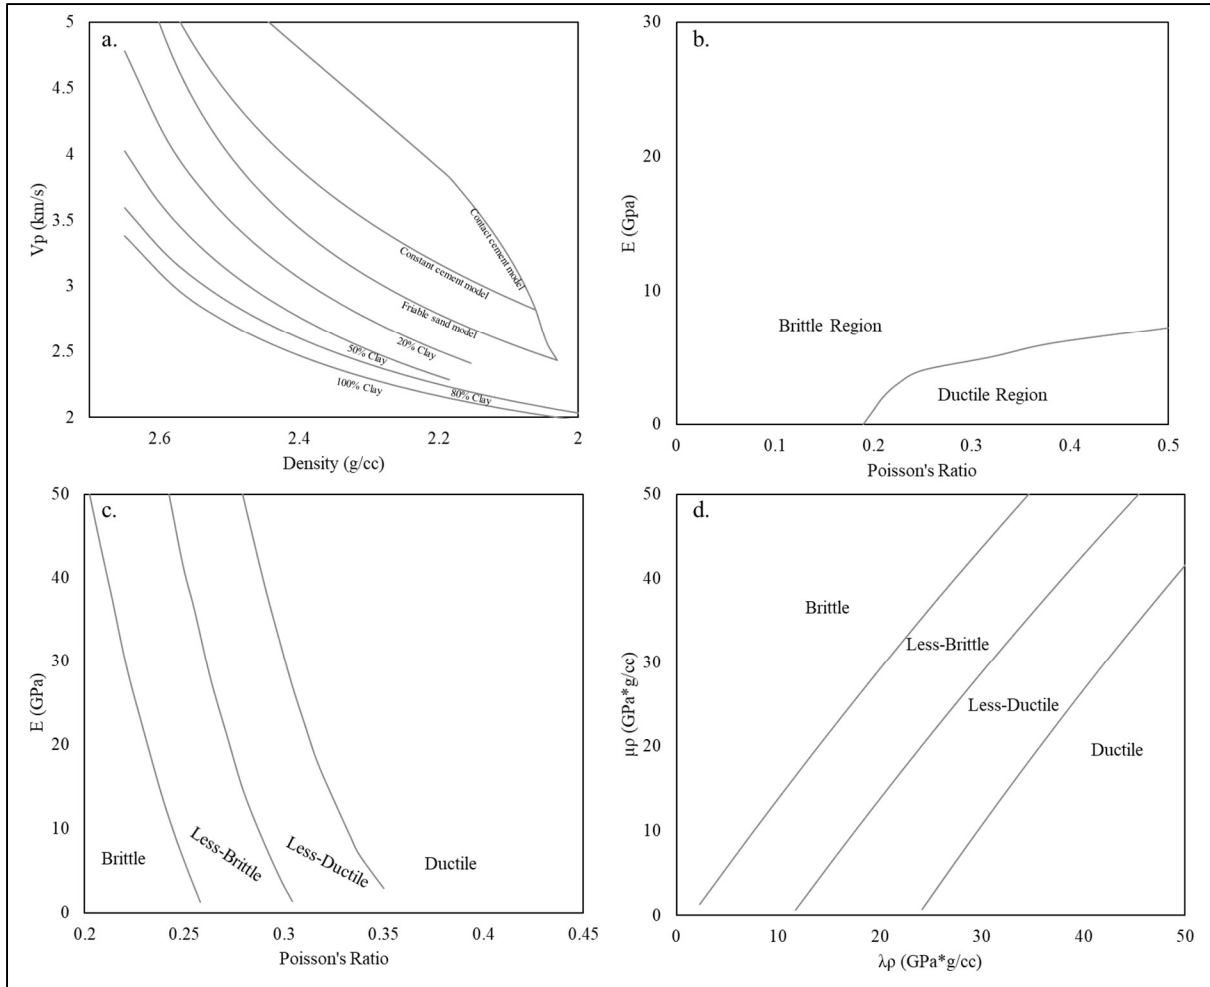 a.
5
4.5
4
3.5
3
2.5
2
Vp (km/s)
Contact cement model
Constant cement model
Friable sand model
20% Clay
50% Clay
80% Clay
100% Clay
2.6
2.4
2.2
2
Density (g/cc)
b.
30
20
10
0
E (Gpa)
Brittle Region
Ductile Region
0
0.1
0.2
0.3
0.4
0.5
Poisson's Ratio
c.
50
40
30
20
10
0
E (GPa)
Brittle
Less-Brittle
Less-Ductile
Ductile
0.2
0.25
0.3
0.35
0.4
0.45
Poisson's Ratio
d.
50
40
30
20
10
0
μρ (GPa*g/cc)
Brittle
Less-Brittle
Less-Ductile
Ductile
0
10
20
30
40
50
λρ (GPa*g/cc)